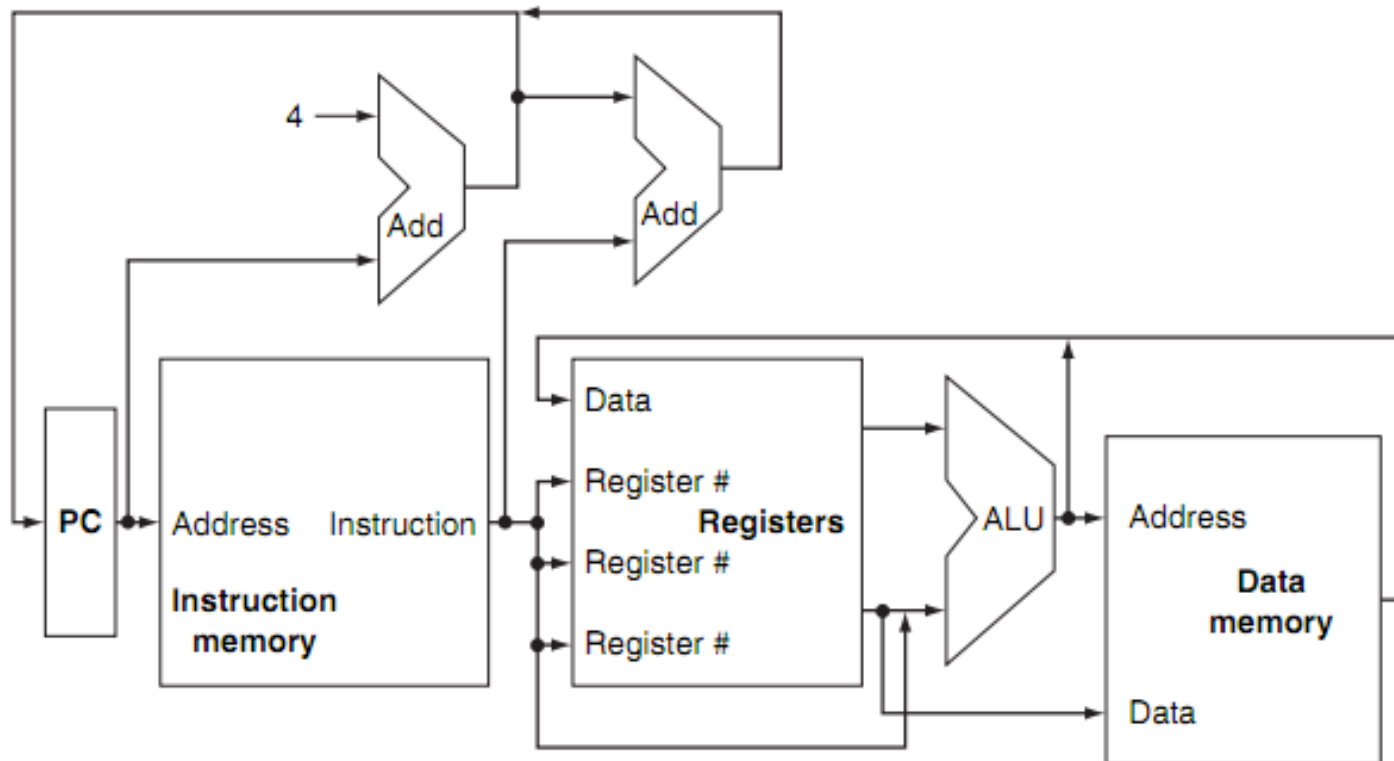 4
Add
Add
Data
Register #
PC
Address
Instruction
Registers
ALU
Address
Register #
Instruction
memory
Data
memory
Register #
Data